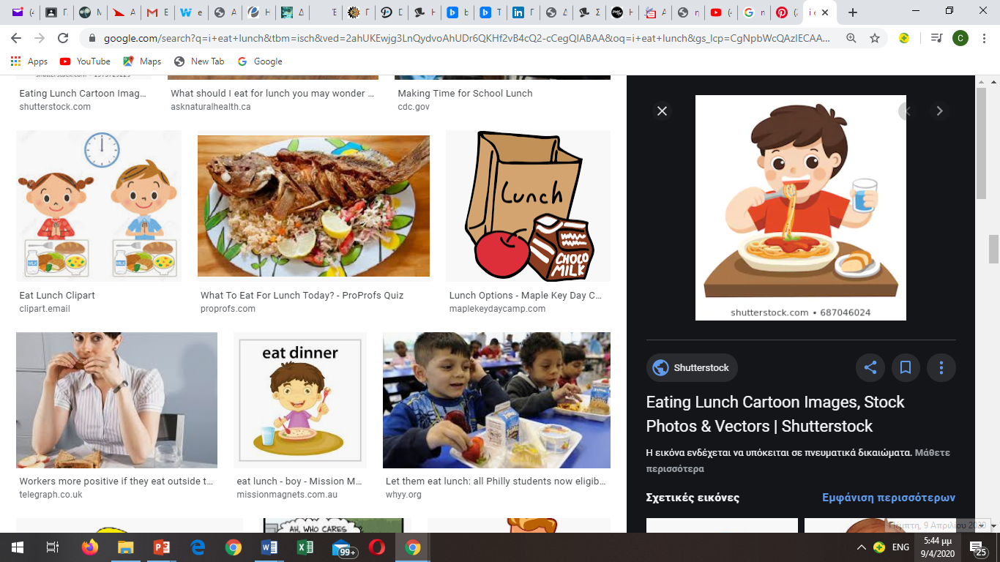 google.com/search?q=i+eat+lunch&tbm=isch&ved=2ahUKEwjg3LnQydvoAhUDr6QKHf2vB4cQ2-cCegQIABAA&oq=i+eat+lunch&gs_lcp=CgNpbWcQAzIECAA...
Apps YouTube Maps New Tab Google
Eating Lunch Cartoon Imag...
shutterstock.com
What should I eat for lunch you may wonder ...
asknaturalhealth.ca
Making Time for School Lunch
cdc.gov
Lunch
CHOCO
MILK
MILK
MILK
Eat Lunch Clipart
clipart.email
What To Eat For Lunch Today? - ProProfs Quiz
proprofs.com
Lunch Options - Maple Key Day C...
maplekeydaycamp.com
eat dinner
Workers more positive if they eat outside t...
telegraph.co.uk
eat lunch - boy - Mission M...
missionmagnets.com.au
Let them eat lunch: all Philly students now eligib...
whyy.org
AH, WHO CARES
shutterstock.com • 687046024
Shutterstock
Eating Lunch Cartoon Images, Stock
Photos & Vectors | Shutterstock
Η εικόνα ενδέχεται να υπόκειται σε πνευματικά δικαιώματα. Μάθετε
περισσότερα
Σχετικές εικόνες
Εμφάνιση περισσότερων
Πέμπτη, 9 Απριλίου 2020
99+
ENG
5:44 μμ
9/4/2020
25